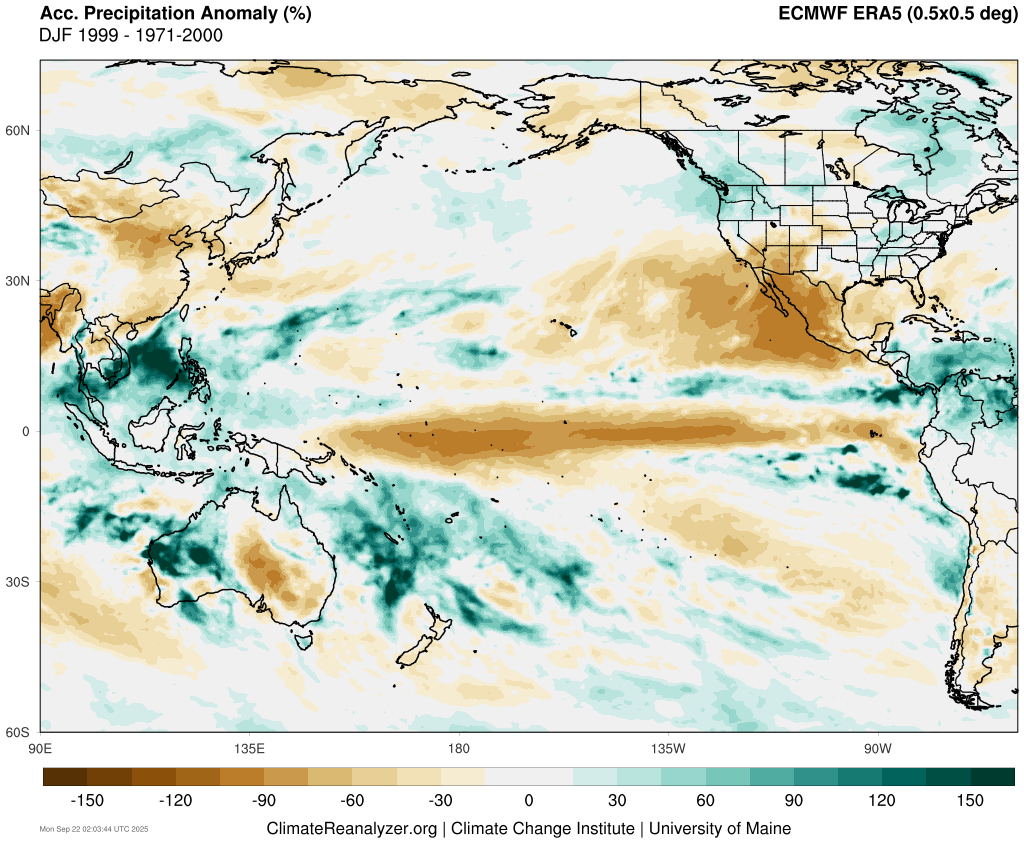 Acc. Precipitation Anomaly (%)
ECMWF ERA5 (0.5x0.5 deg)
DJF 1999 - 1971-2000
60N
30N
0
30S
60S
90E
135E
180
135W
90W
-150
-120
-90
-60
-30
0
30
60
90
120
150
Mon Sep 22 02:03:44 UTC 2025
ClimateReanalyzer.org | Climate Change Institute | University of Maine